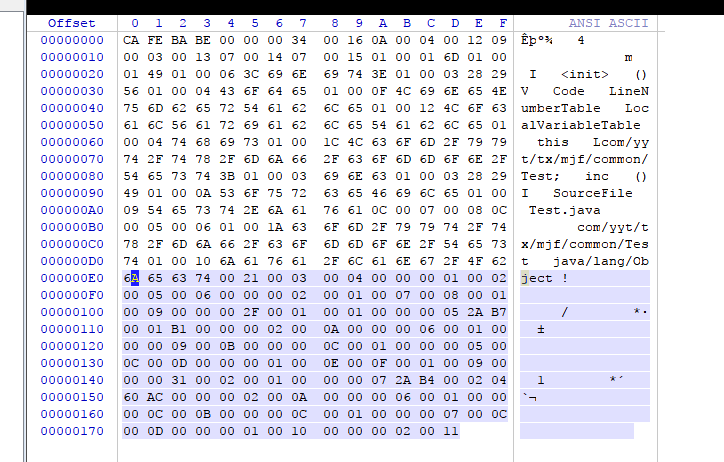 Offset 0 1 2 3 4 5 6 7 8 9 A B C D E F ANSI ASCII
00000000 CA FE BA BE 00 00 00 34 00 16 0A 00 04 00 12 09 Êþº¾ 4
00000010 00 03 00 13 07 00 14 07 00 15 01 00 01 6D 01 00 m
00000020 01 49 01 00 06 3C 69 6E 69 74 3E 01 00 03 28 29 I <init> ()
00000030 56 01 00 04 43 6F 64 65 01 00 0F 4C 69 6E 65 4E V Code LineN
00000040 75 6D 62 65 72 54 61 62 6C 65 01 00 12 4C 6F 63 umberTable Loc
00000050 61 6C 56 61 72 69 61 62 6C 65 54 61 62 6C 65 01 alVariableTable
00000060 00 04 74 68 69 73 01 00 1C 4C 63 6F 6D 2F 79 79 this Lcom/yy
00000070 74 2F 74 78 2F 6D 6A 66 2F 63 6F 6D 6D 6F 6E 2F t/tx/mjf/common/
00000080 54 65 73 74 3B 01 00 03 69 6E 63 01 00 03 28 29 Test; inc ()
00000090 49 01 00 0A 53 6F 75 72 63 65 46 69 6C 65 01 00 I SourceFile
000000A0 09 54 65 73 74 2E 6A 61 76 61 0C 00 07 00 08 0C Test.java
000000B0 00 05 00 06 01 00 1A 63 6F 6D 2F 79 79 74 2F 74 com/yyt/t
000000C0 78 2F 6D 6A 66 2F 63 6F 6D 6D 6F 6E 2F 54 65 73 x/mjf/common/Tes
000000D0 74 01 00 10 6A 61 76 61 2F 6C 61 6E 67 2F 4F 62 t java/lang/Ob
000000E0 6A 65 63 74 00 21 00 03 00 04 00 00 00 01 00 02 ject !
000000F0 00 05 00 06 00 00 00 02 00 01 00 07 00 08 00 01
00000100 00 09 00 00 00 2F 00 01 00 01 00 00 00 05 2A B7 / *·
00000110 00 01 B1 00 00 00 02 00 0A 00 00 00 06 00 01 00 ±
00000120 00 00 09 00 0B 00 00 00 0C 00 01 00 00 00 05 00
00000130 0C 00 0D 00 00 00 01 00 0E 00 0F 00 01 00 09 00
00000140 00 00 31 00 02 00 01 00 00 00 07 2A B4 00 02 04 1 *´
00000150 60 AC 00 00 00 02 00 0A 00 00 00 06 00 01 00 00 `¬
00000160 00 0C 00 0B 00 00 00 0C 00 01 00 00 00 07 00 0C
00000170 00 0D 00 00 00 01 00 10 00 00 00 02 00 11